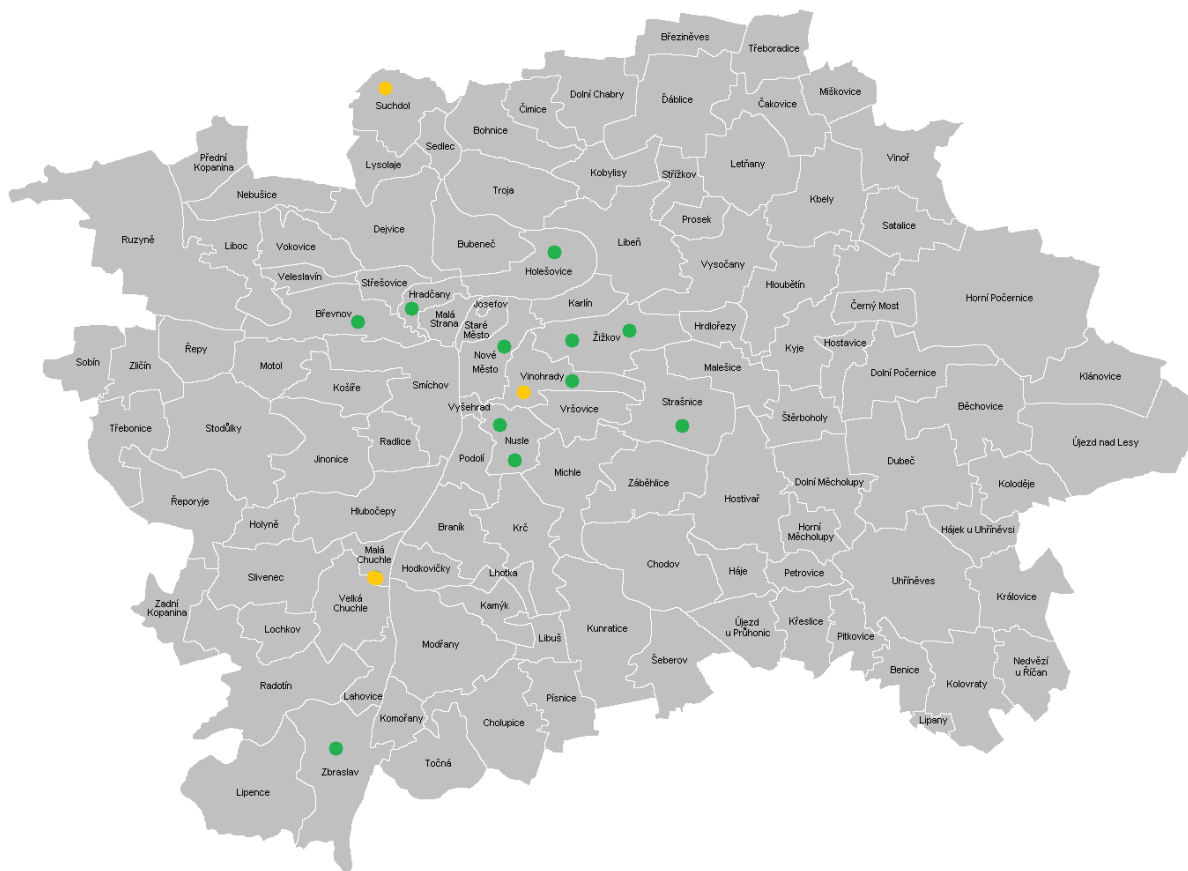 Březiněves
Třeboradice
Miškovice
Dolní Chabry
Ďáblice
Čakovice
Suchdol
Čimice
Bohnice
Sedlec
Vinoř
Přední
Kopanina
Lysolaje
Letňany
Kobylisy
Střížkov
Nebušice
Troja
Kbely
Prosek
Satalice
Dejvice
Ruzyně
Liboc
Vokovice
Bubeneč
Libeň
Holešovice
Vysočany
Veleslavín
Střešovice
Hloubětín
Hradčany
Horní Počernice
Josefov
Karlín
Černý Most
Břevnov
Malá
Strana
Staré
Město
Hrdlořezy
Žižkov
Hostavice
Řepy
Kyje
Sobín
Zličín
Motol
Nové
Město
Malešice
Dolní Počernice
Vinohrady
Klánovice
Košíře
Smíchov
Běchovice
Strašnice
Vyšehrad
Vršovice
Štěrboholy
Třebonice
Stodůlky
Radlice
Nusle
Újezd nad Lesy
Jinonice
Podolí
Michle
Dubeč
Záběhlice
Dolní Měcholupy
Koloděje
Řeporyje
Hostivař
Hlubočepy
Holyně
Braník
Krč
Horní
Měcholupy
Hájek u Uhříněvsi
Malá
Chuchle
Hodkovičky
Chodov
Háje
Petrovice
Lhotka
Slivenec
Uhříněves
Velká
Chuchle
Královice
Zadní
Kopanina
Kamýk
Lochkov
Kunratice
Újezd
u Průhonic
Křeslice
Pitkovice
Libuš
Modřany
Šeberov
Nedvězí
u Říčan
Benice
Radotín
Kolovraty
Lahovice
Písnice
Komořany
Cholupice
Lipany
Točná
Zbraslav
Lipence